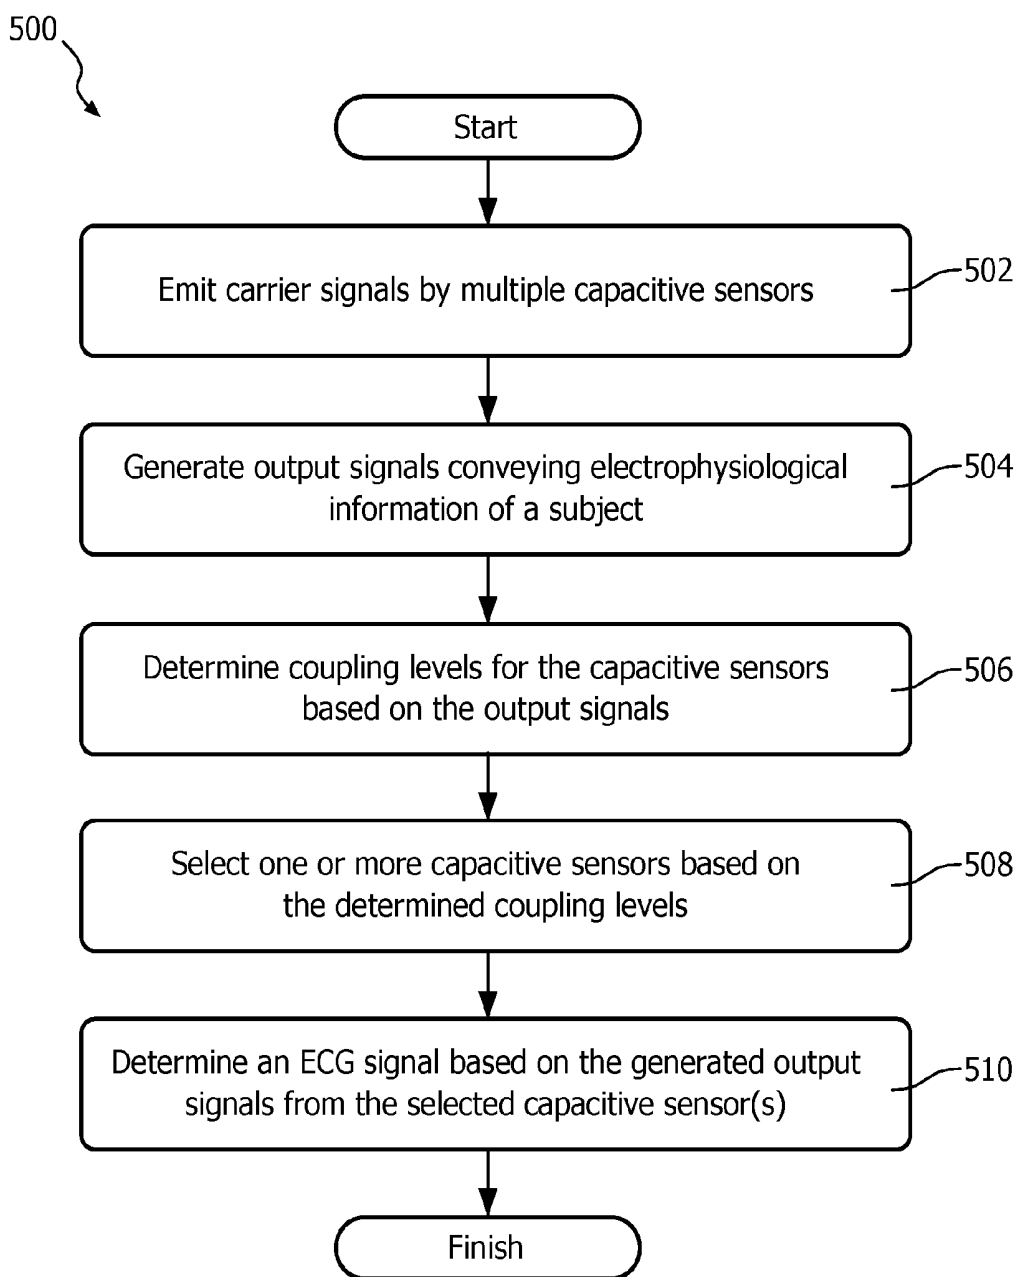 500
Start
Emit carrier signals by multiple capacitive sensors
502
Generate output signals conveying electrophysiological
information of a subject
504
Determine coupling levels for the capacitive sensors
based on the output signals
506
Select one or more capacitive sensors based on
the determined coupling levels
508
Determine an ECG signal based on the generated output
signals from the selected capacitive sensor(s)
510
Finish